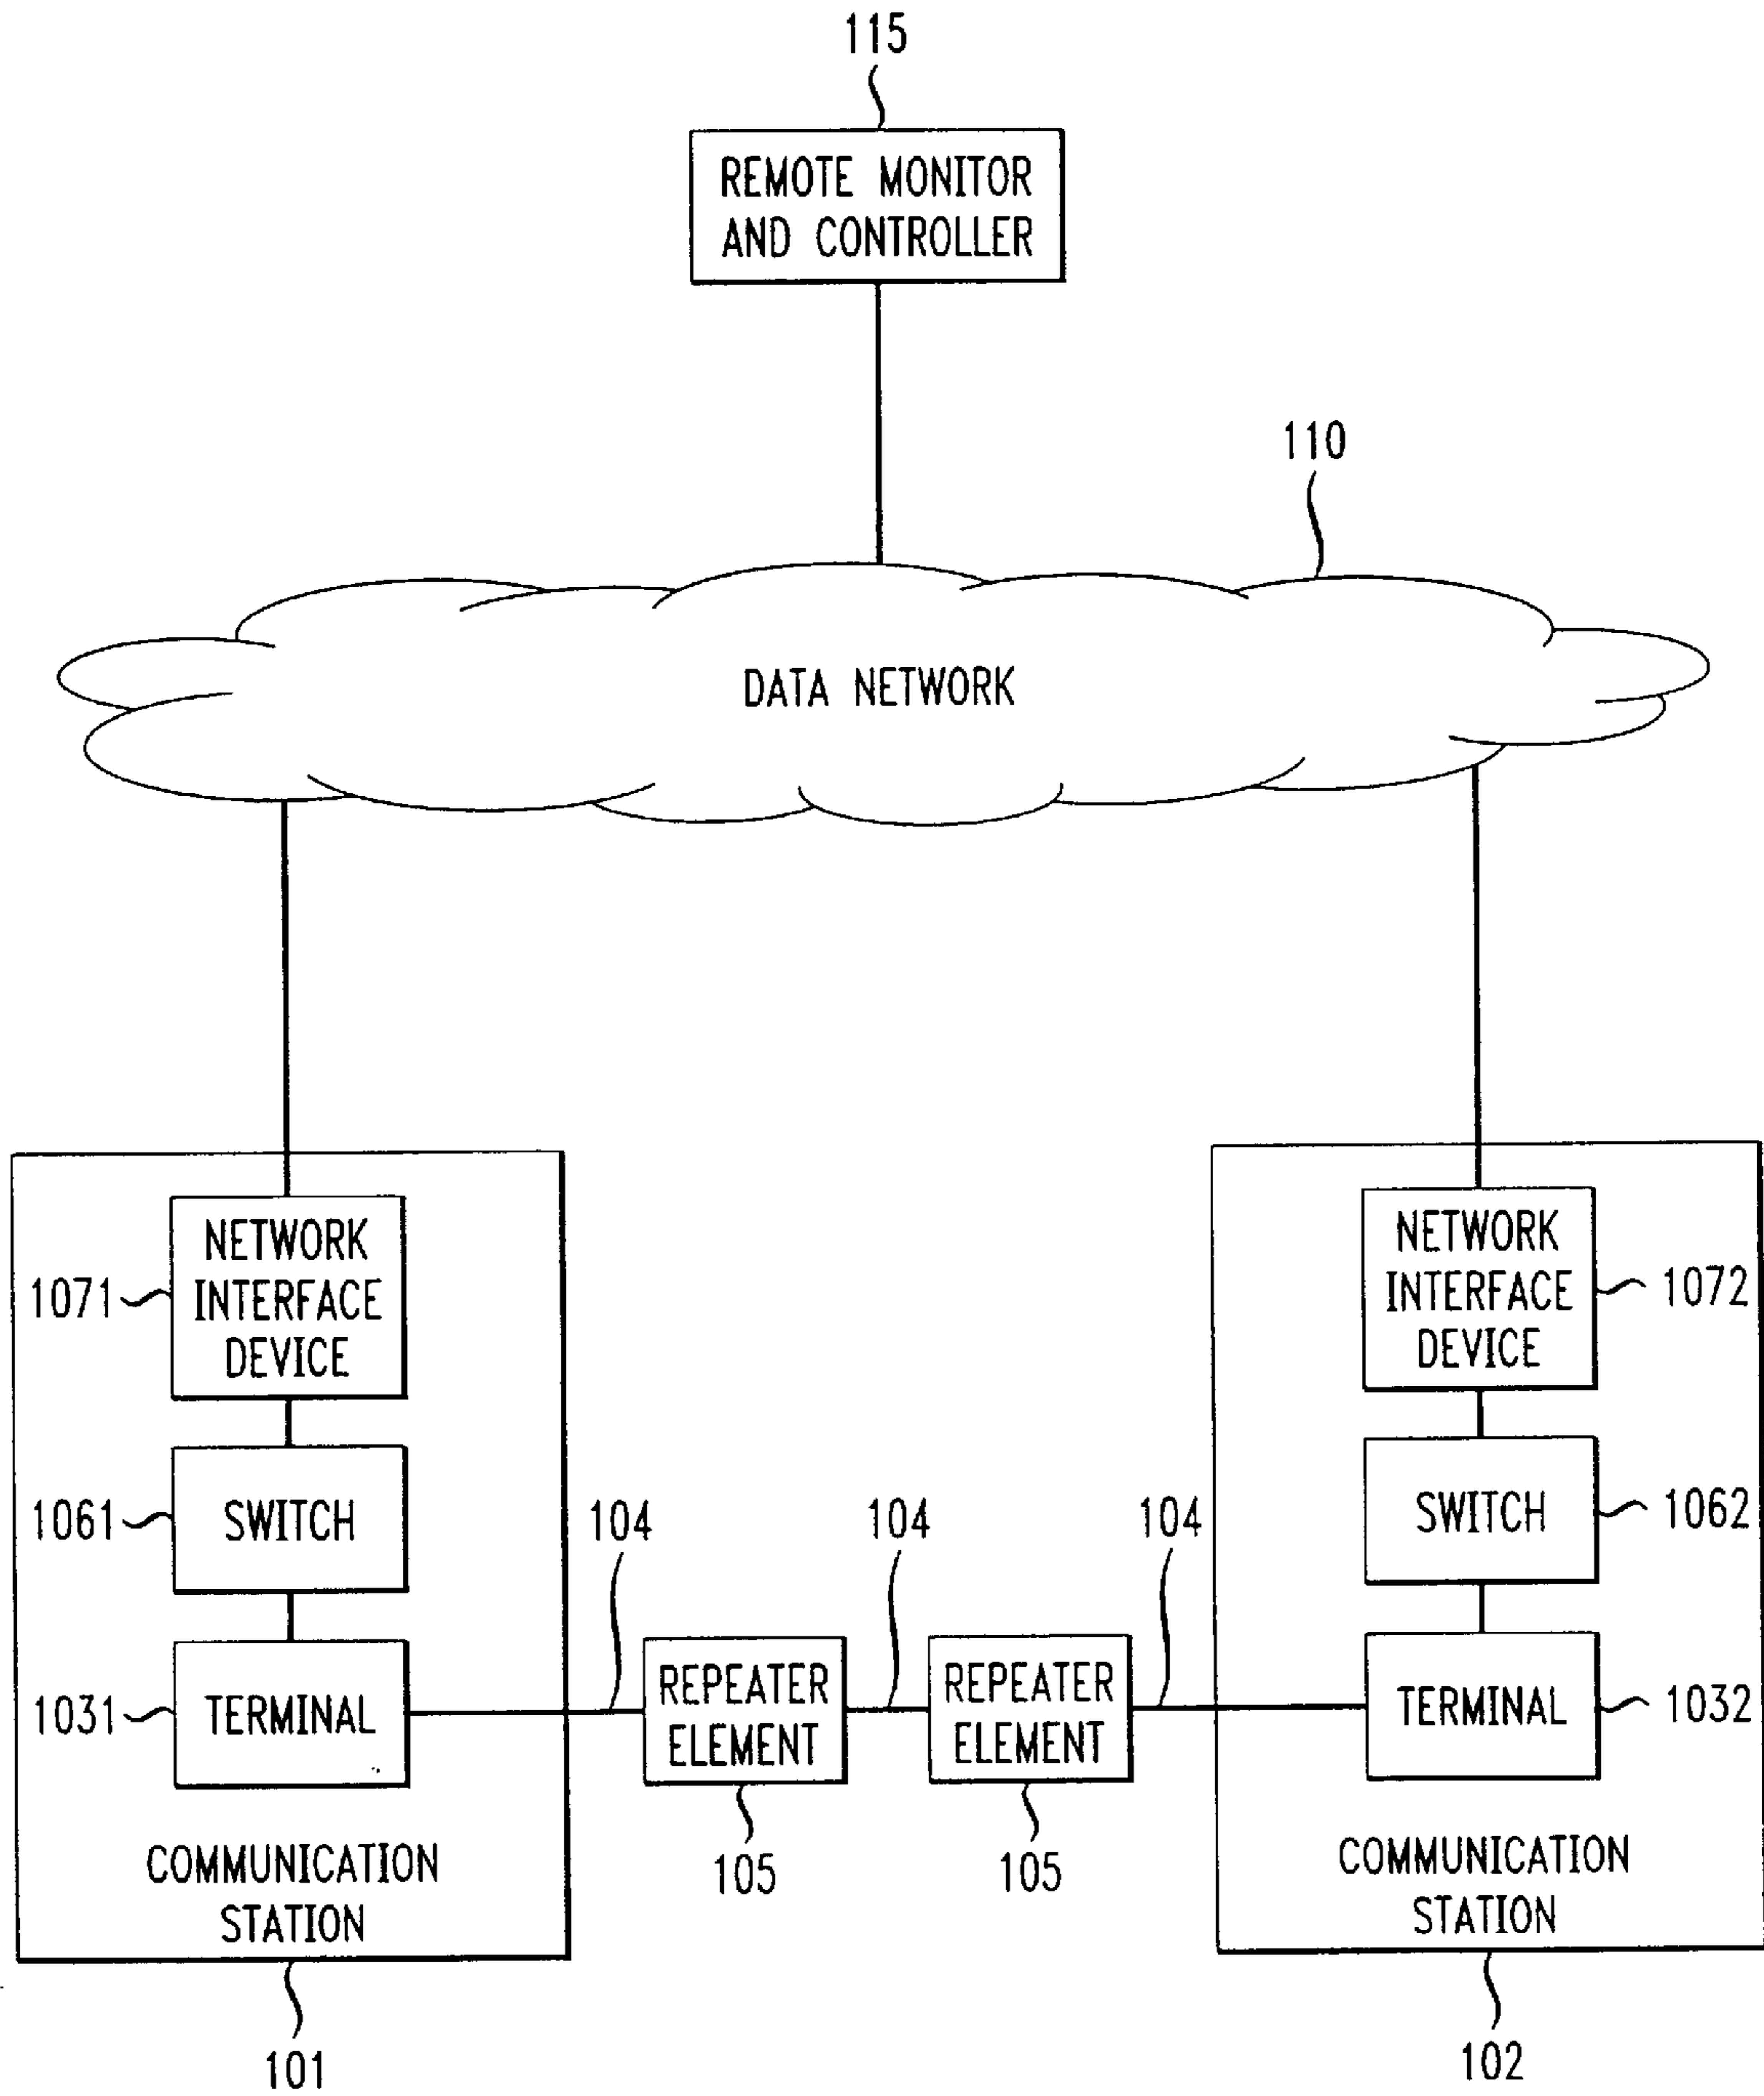 115
REMOTE MONITOR
AND CONTROLLER
110
DATA NETWORK
NETWORK
INTERFACE
DEVICE
1071
SWITCH
1061
TERMINAL
1031
COMMUNICATION
STATION
101
104
104
104
REPEATER
ELEMENT
105
REPEATER
ELEMENT
105
NETWORK
INTERFACE
DEVICE
1072
SWITCH
1062
TERMINAL
1032
COMMUNICATION
STATION
102